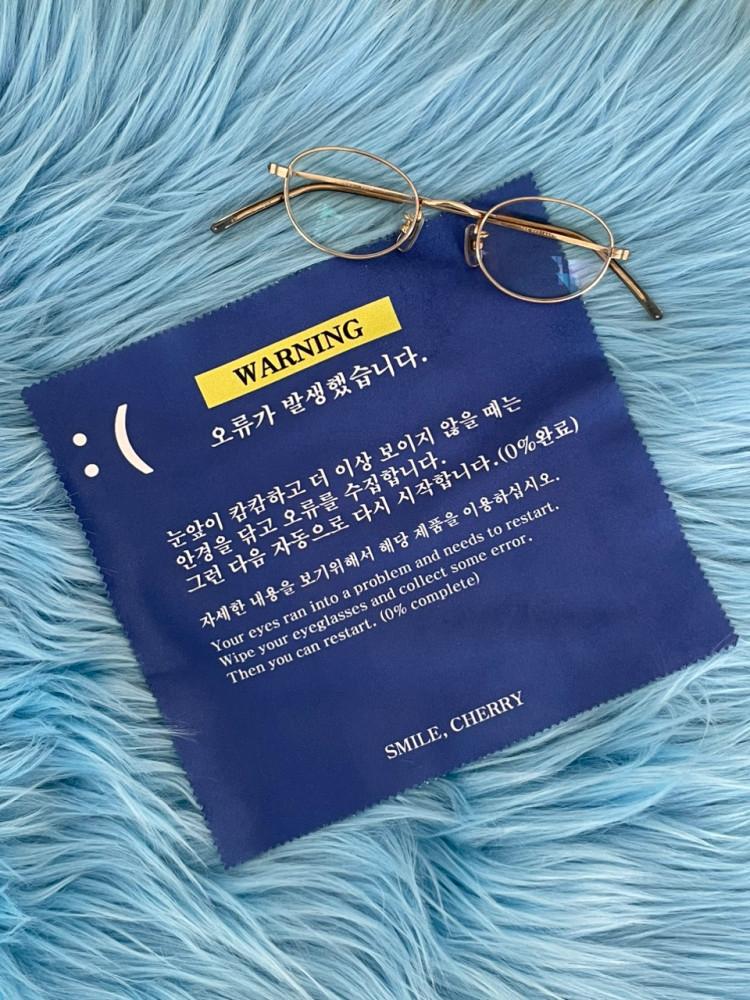 WARNING
오류가 발생했습니다.
:(
눈앞이 캄캄하고 더 이상 보이지 않을 때는
안경을 닦고 오류를 수집합니다.
그런 다음 자동으로 다시 시작합니다.(0%완료)
자세한 내용을 보기위해서 해당 제품을 이용하십시오.
Your eyes ran into a problem and needs to restart.
Wipe your eyeglasses and collect some error.
Then you can restart. (0% complete)
SMILE, CHERRY